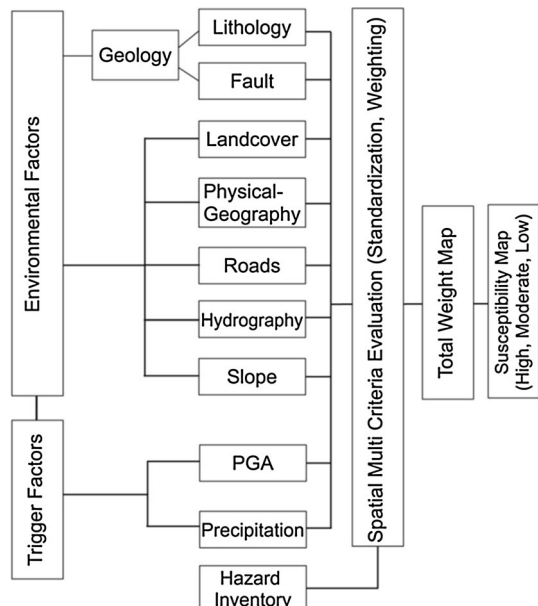 Environmental Factors
Trigger Factors
Geology
Lithology
Fault
Landcover
Physical-
Geography
Roads
Hydrography
Slope
PGA
Precipitation
Hazard
Inventory
Spatial Multi Criteria Evaluation (Standardization, Weighting)
Total Weight Map
Susceptibility Map
(High, Moderate, Low)